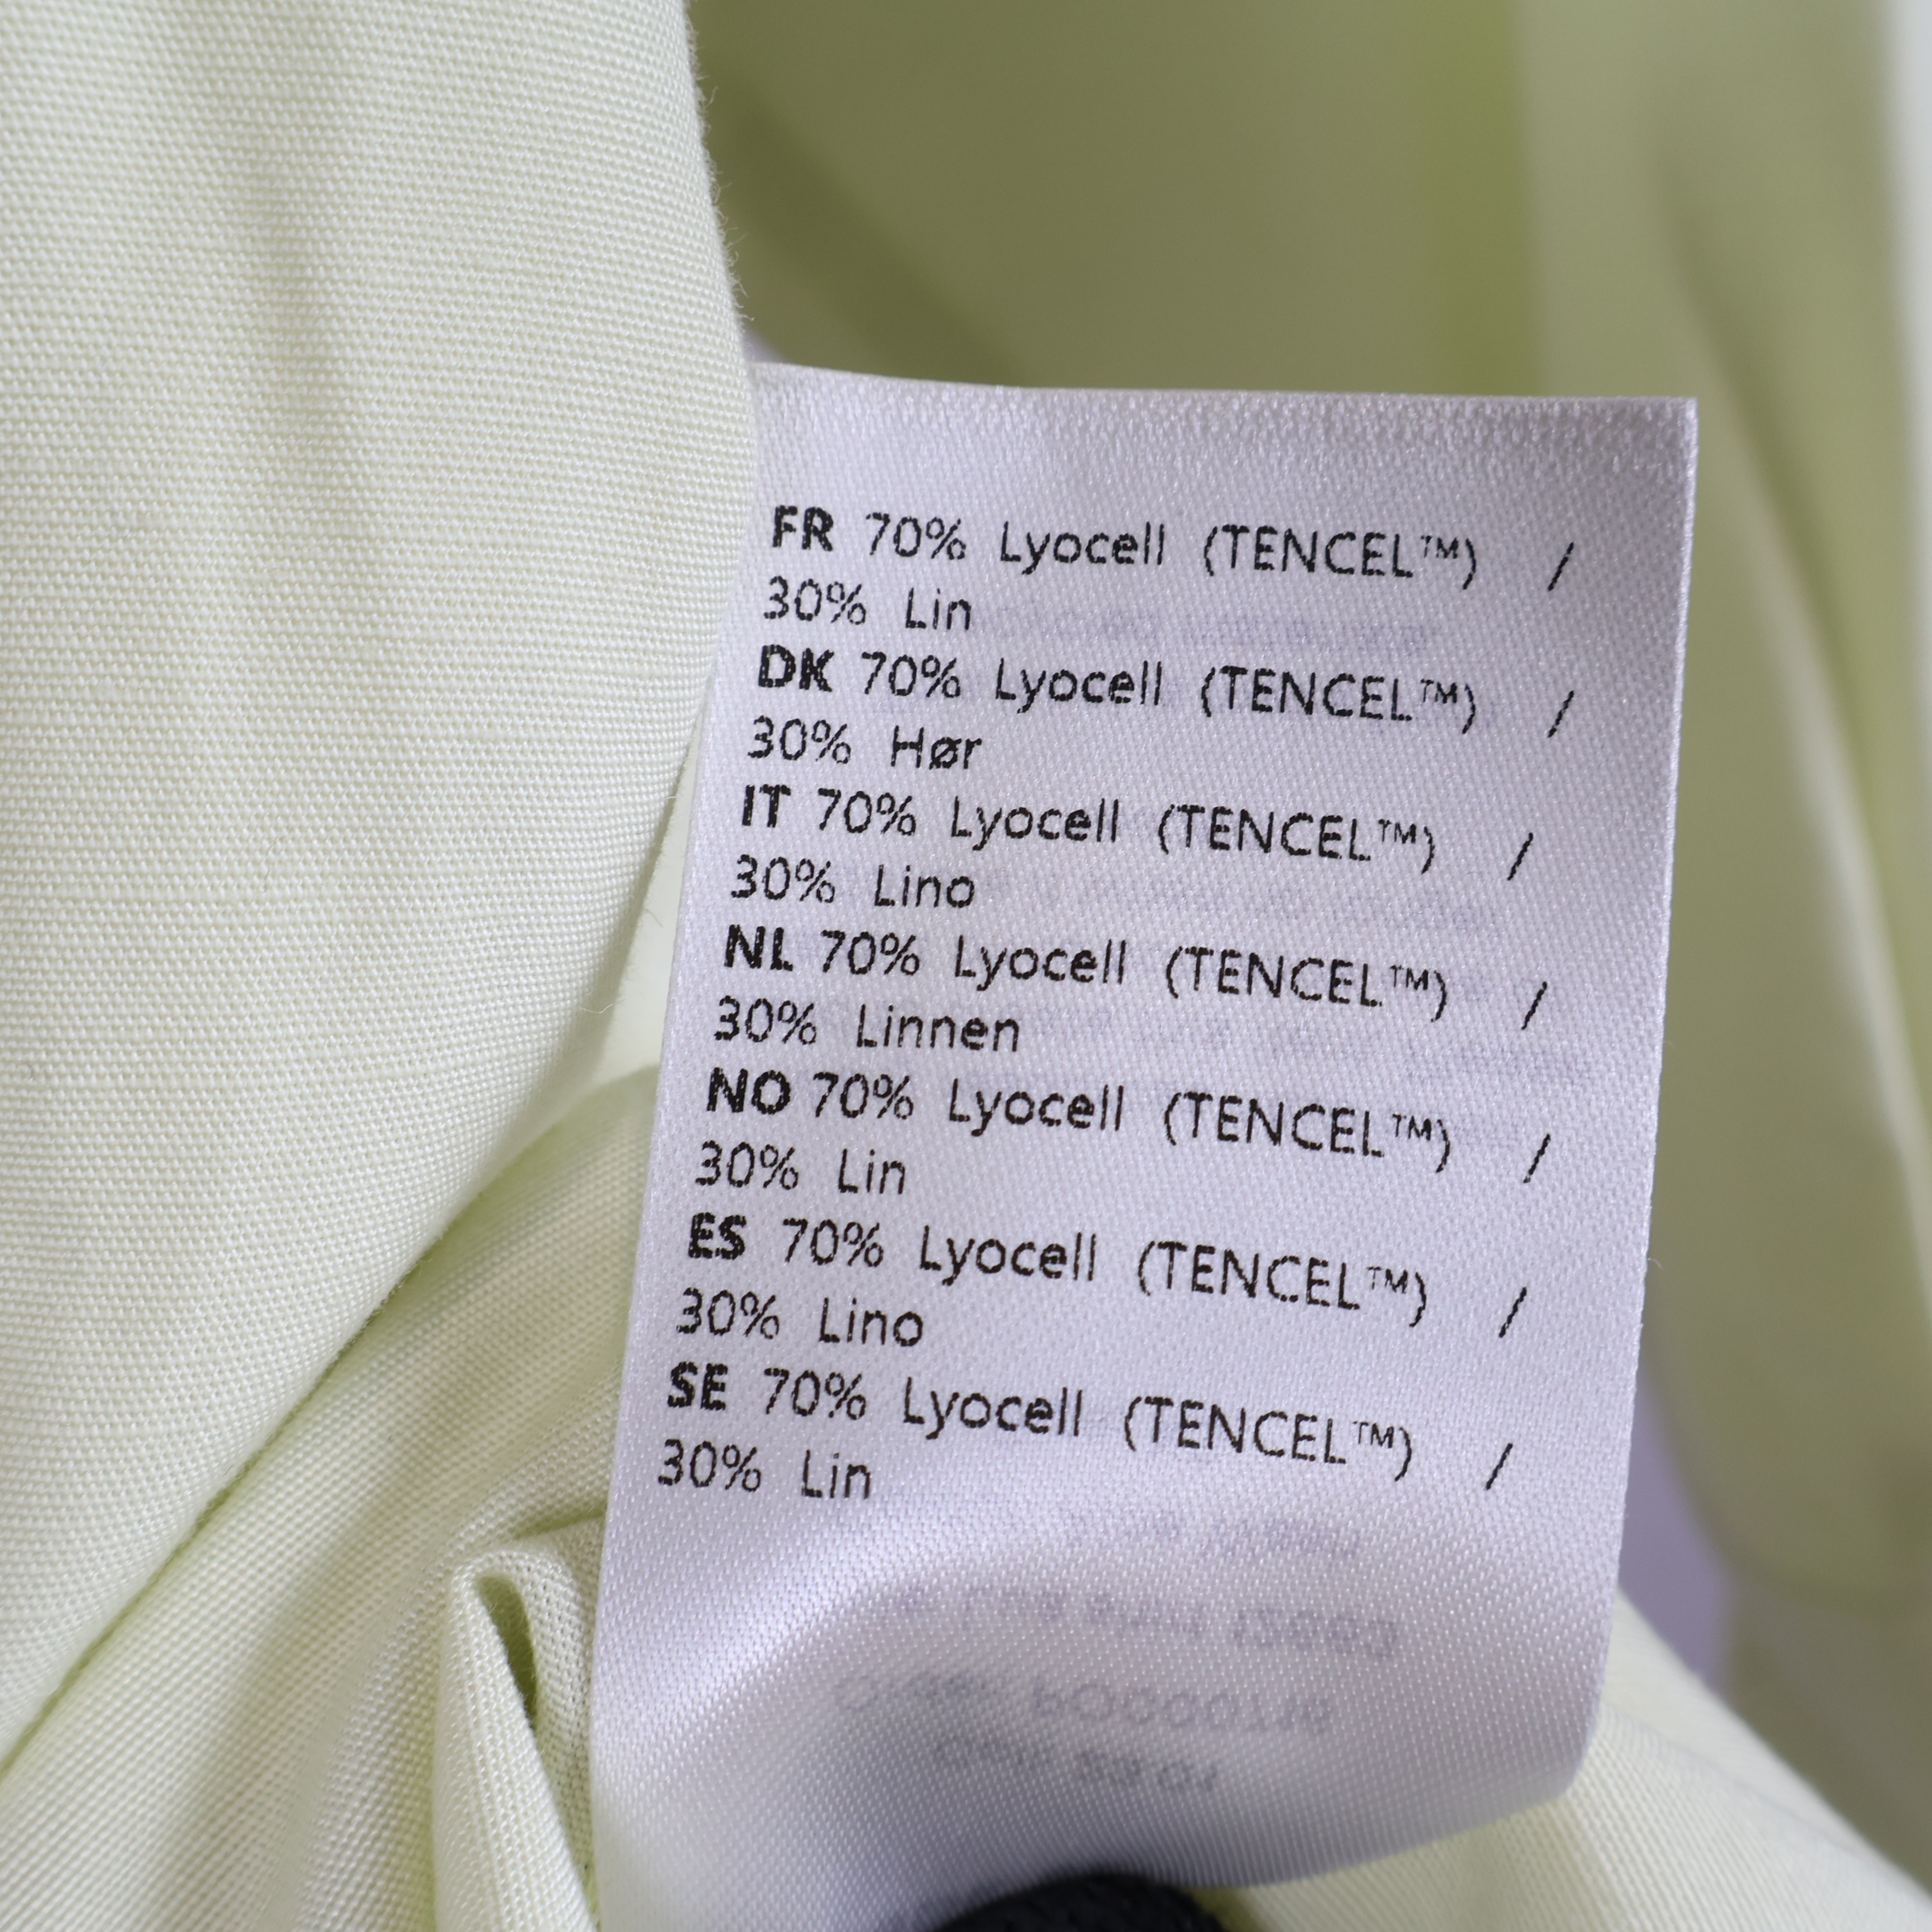 FR 70% Lyocell (TENCEL™) /
30% Lin
DK 70% Lyocell (TENCEL™) /
30% Hør
IT 70% Lyocell (TENCEL™) /
30% Lino
NL 70% Lyocell (TENCEL™) /
30% Linnen
NO 70% Lyocell (TENCEL™) /
30% Lin
ES 70% Lyocell (TENCEL™) /
30% Lino
SE 70% Lyocell (TENCEL™) /
30% Lin